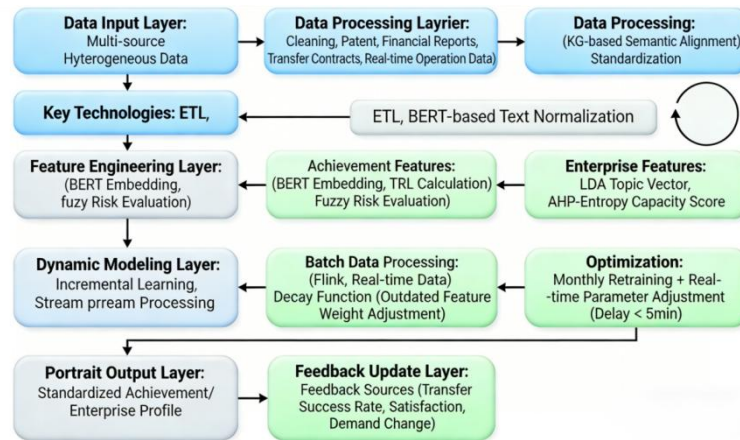 Data Input Layer:
Multi-source
Hyterogeneous Data
Data Processing Layrier:
Cleaning, Patent, Financial Reports,
Transfer Contracts, Real-time Operation Data)
Data Processing:
(KG-based Semantic Alignment)
Standardization
Key Technologies: ETL,
ETL, BERT-based Text Normalization
Feature Engineering Layer:
(BERT Embedding,
fuzy Risk Evaluation)
Achievement Features:
(BERT Embedding, TRL Calculation)
Fuzzy Risk Evaluation)
Enterprise Features:
LDA Topic Vector,
AHP-Entropy Capacity Score
Dynamic Modeling Layer:
Incremental Learning,
Stream prream Processing
Batch Data Processing:
(Flink, Real-time Data)
Decay Function (Outdated Feature
Weight Adjustment)
Optimization:
Monthly Retraining + Real-
-time Parameter Adjustment
(Delay < 5min)
Portrait Output Layer:
Standardized Achievement/
Enterprise Profile
Feedback Update Layer:
Feedback Sources (Transfer
Success Rate, Satisfaction,
Demand Change)